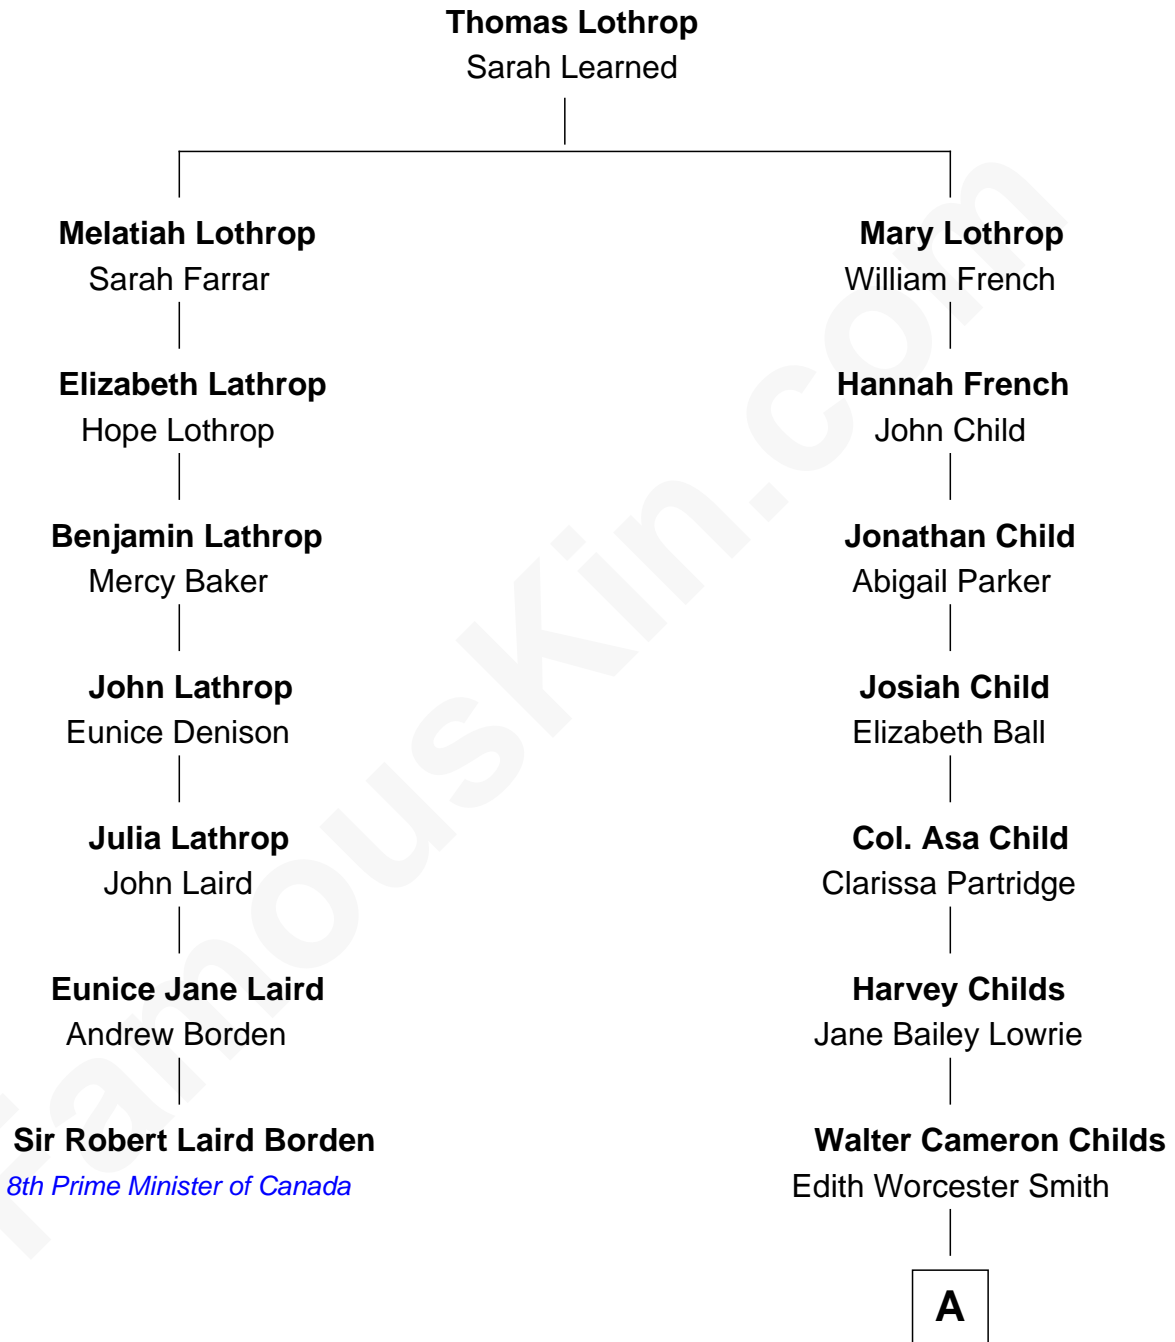 Thomas Lothrop
Sarah Learned
Melatiah Lothrop
Sarah Farrar
Elizabeth Lathrop
Hope Lothrop
Benjamin Lathrop
Mercy Baker
John Lathrop
Eunice Denison
Julia Lathrop
John Laird
Eunice Jane Laird
Andrew Borden
Sir Robert Laird Borden
8th Prime Minister of Canada
Mary Lothrop
William French
Hannah French
John Child
Jonathan Child
Abigail Parker
Josiah Child
Elizabeth Ball
Col. Asa Child
Clarissa Partridge
Harvey Childs
Jane Bailey Lowrie
Walter Cameron Childs
Edith Worcester Smith
A
FamousKin.com